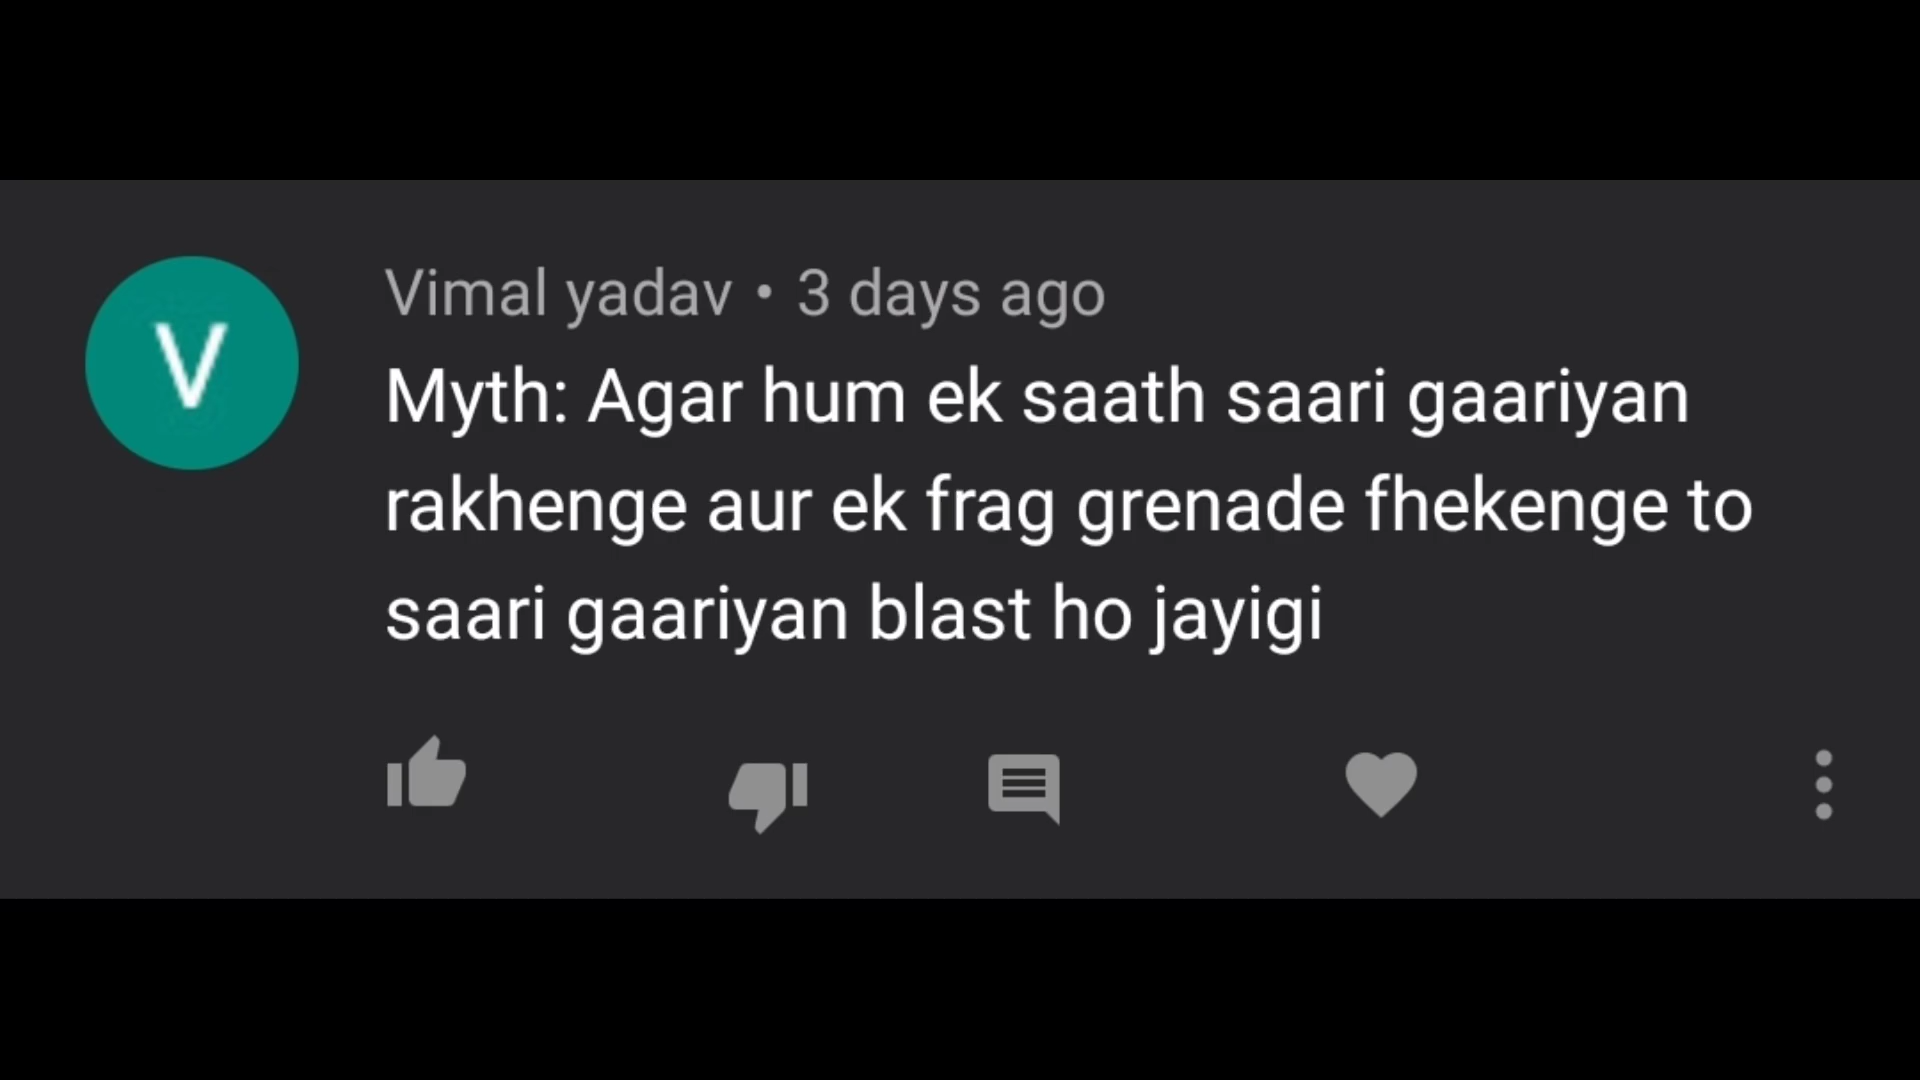 V
Vimal yadav • 3 days ago
Myth: Agar hum ek saath saari gaariyan
rakhenge aur ek frag grenade fhekenge to
saari gaariyan blast ho jayigi